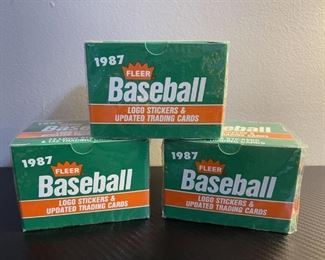 1987
FLEER
Baseball
LOGO STICKERS &
UPDATED TRADING CARDS
1987
FLEER
Baseball
LOGO STICKERS &
UPDATED TRADING CARDS
1987
FLEER
Baseball
LOGO STICKERS &
UPDATED TRADING CARDS